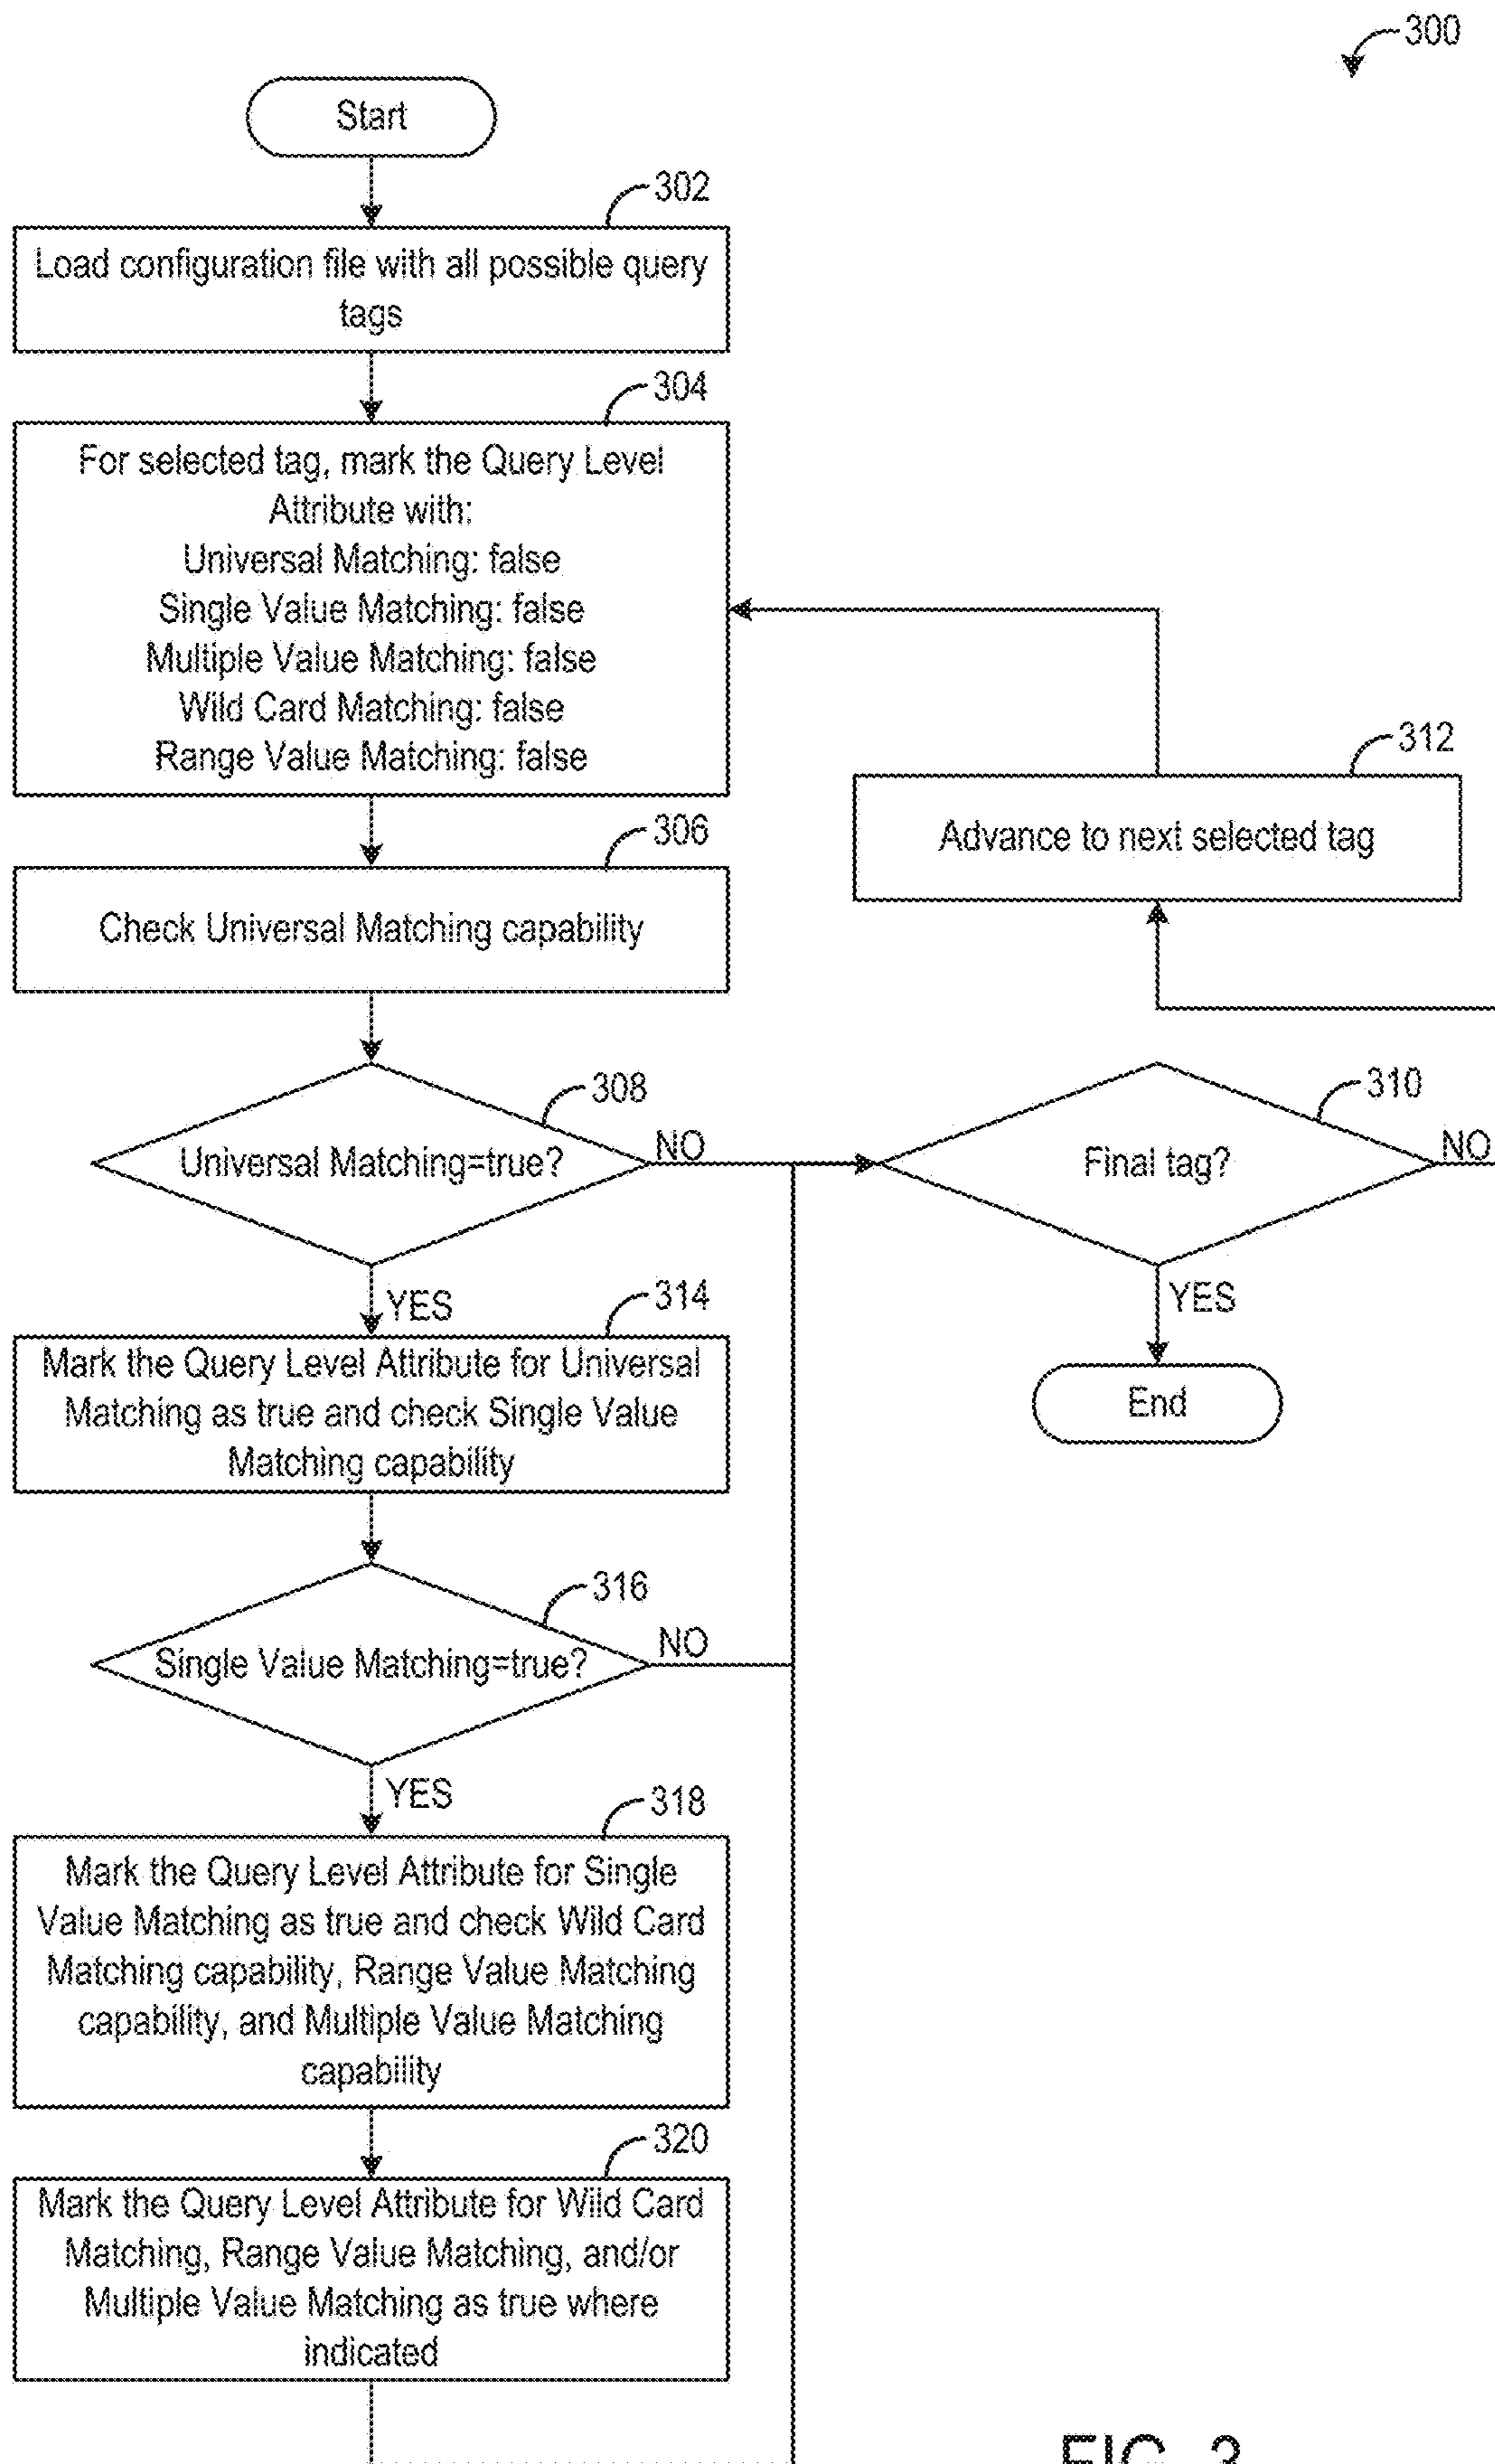 300
Start
302
Load configuration file with all possible query
tags
304
For selected tag, mark the Query Level
Attribute with:
Universal Matching: false
Single Value Matching: false
Multiple Value Matching: false
Wild Card Matching: false
Range Value Matching: false
312
Advance to next selected tag
306
Check Universal Matching capability
308
Universal Matching=true?
NO
310
Final tag?
NO
YES
End
YES
314
Mark the Query Level Attribute for Universal
Matching as true and check Single Value
Matching capability
316
Single Value Matching=true?
NO
YES
318
Mark the Query Level Attribute for Single
Value Matching as true and check Wild Card
Matching capability, Range Value Matching
capability, and Multiple Value Matching
capability
320
Mark the Query Level Attribute for Wild Card
Matching, Range Value Matching, and/or
Multiple Value Matching as true where
indicated
FIG. 3